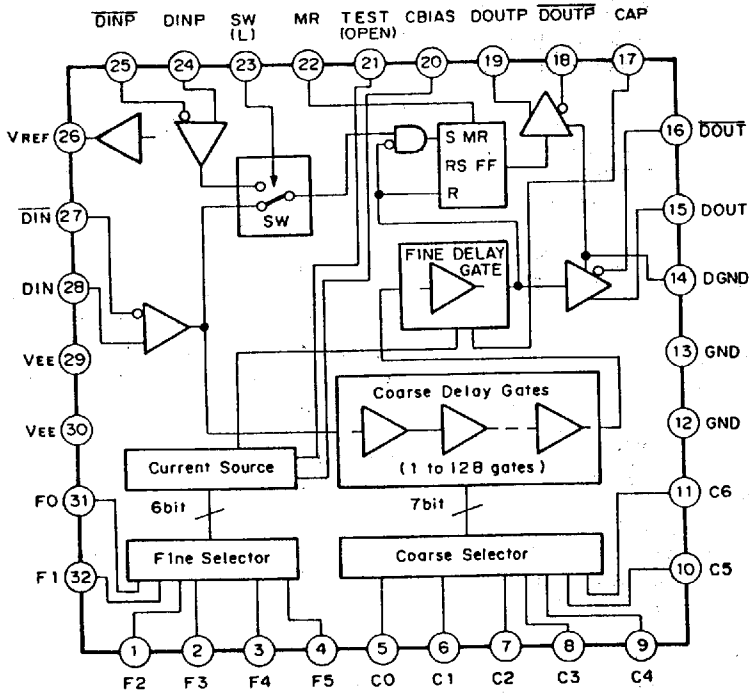 DINP DINP SW MR TEST CBIAS DOUTP DOUTP CAP
(L) (OPEN)
25 24 23 22 21 20 19 18 17
VREF 26
16 DOUT
S MR
RS FF
R
SW
DIN 27
15 DOUT
FINE DELAY
GATE
DIN 28
14 DGND
VEE 29
13 GND
Coarse Delay Gates
VEE 30
12 GND
Current Source
(1 to 128 gates)
F0 31
6bit
7bit
11 C6
Fine Selector
Coarse Selector
F1 32
10 C5
1 2 3 4 5 6 7 8 9
F2 F3 F4 F5 C0 C1 C2 C3 C4